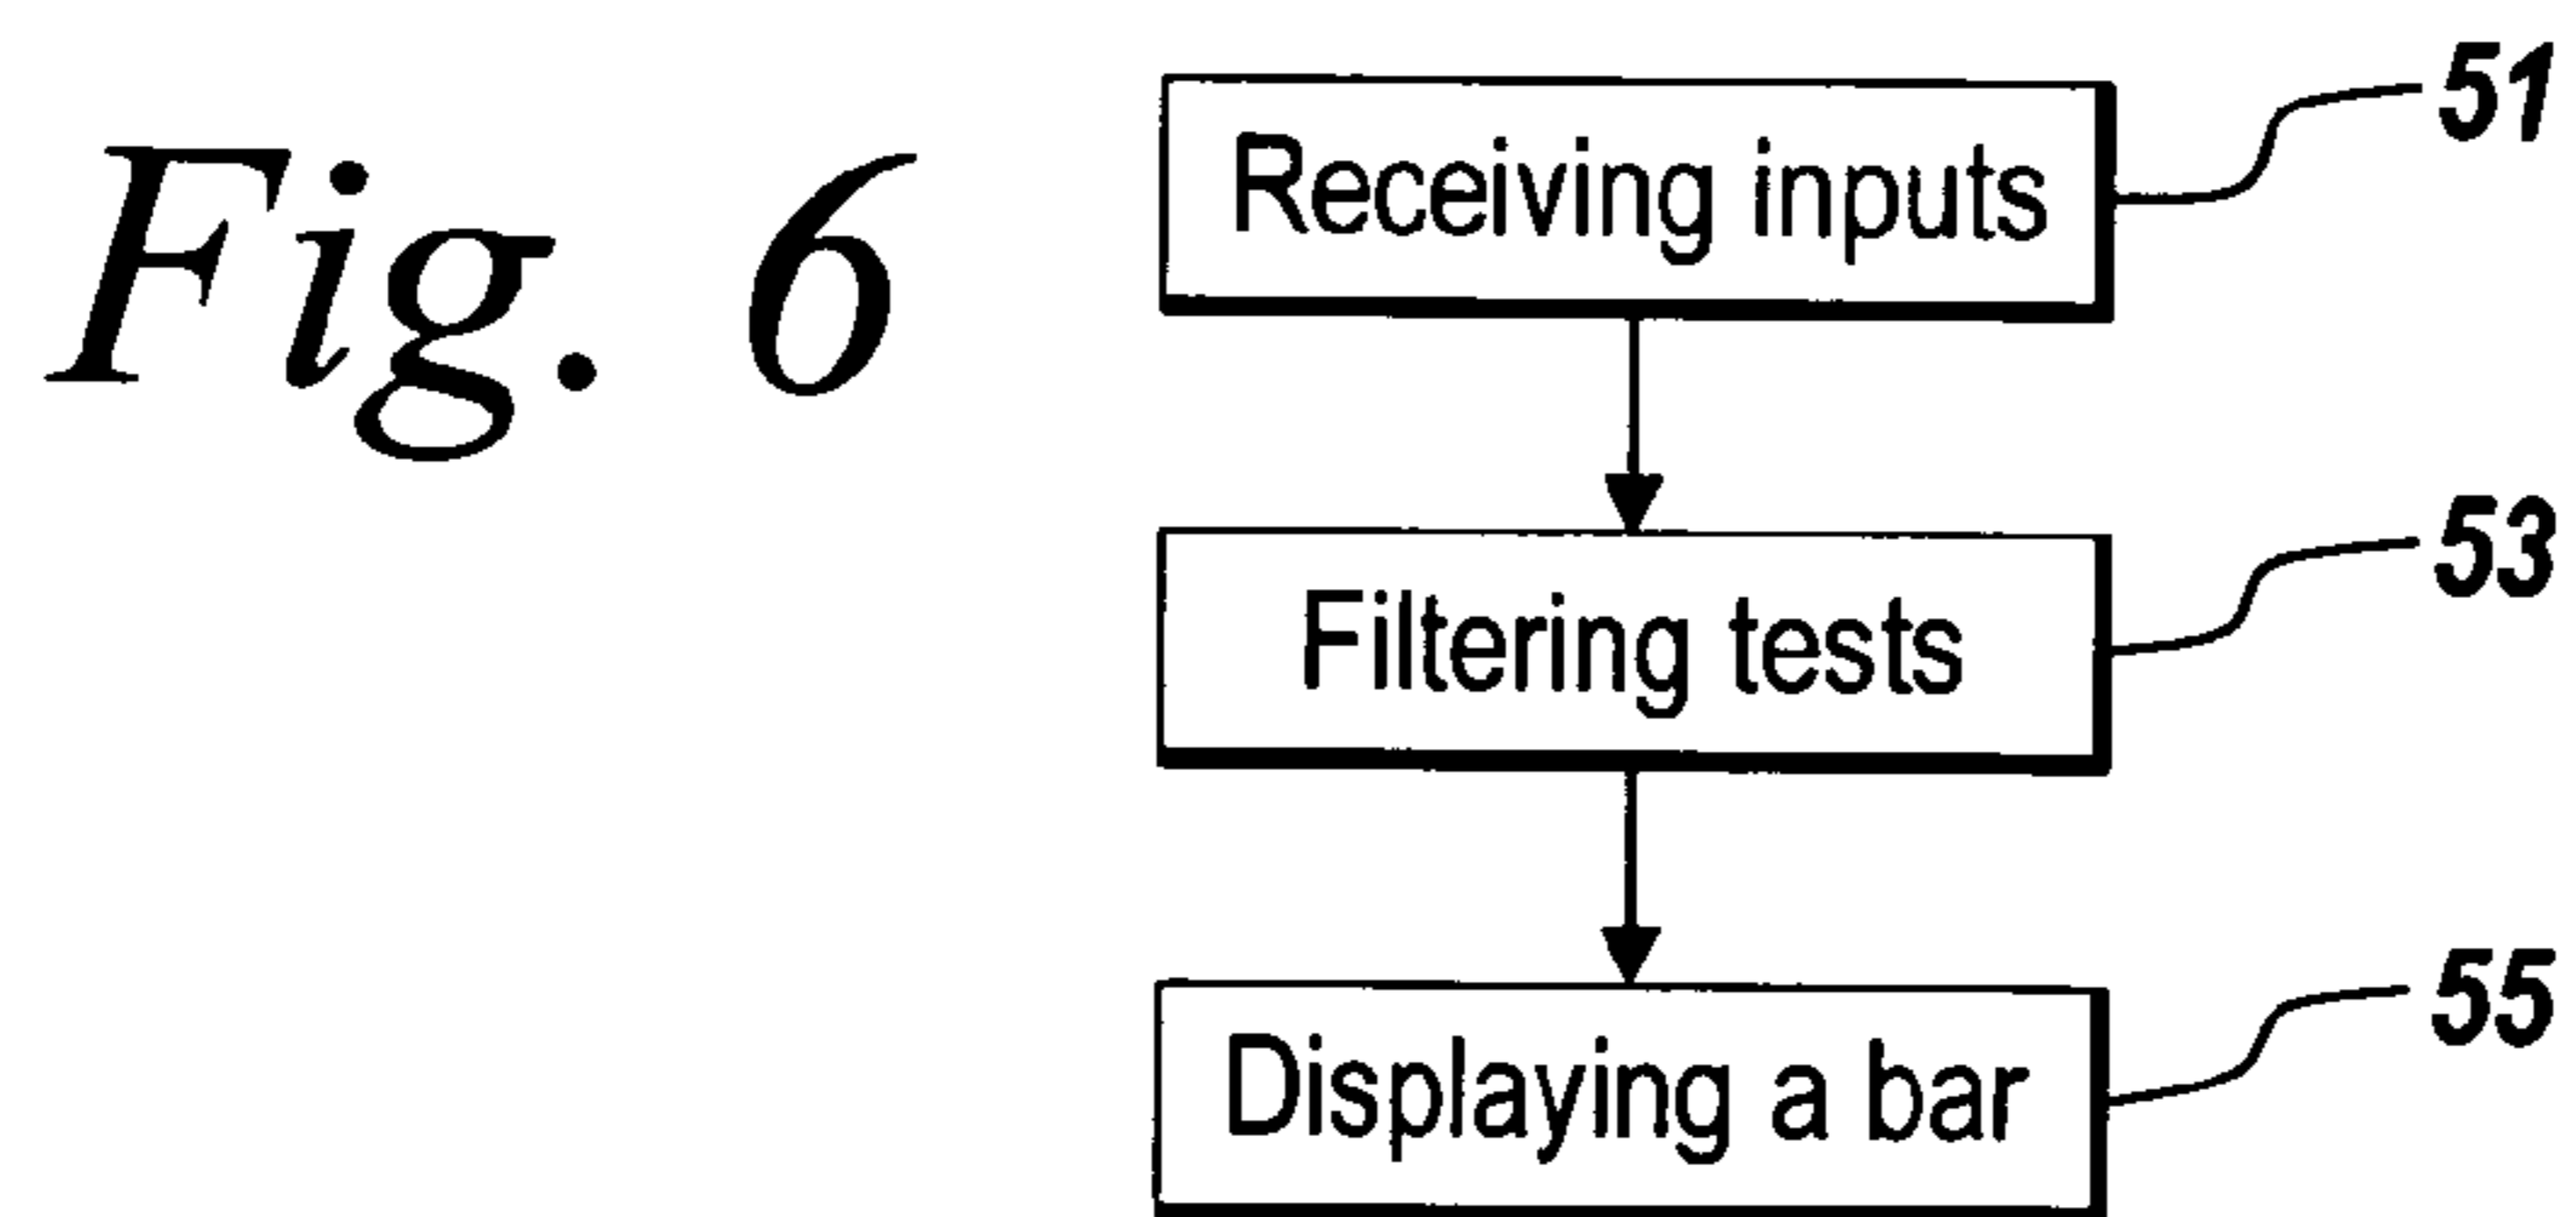 Fig. 6
Receiving inputs
51
Filtering tests
53
Displaying a bar
55